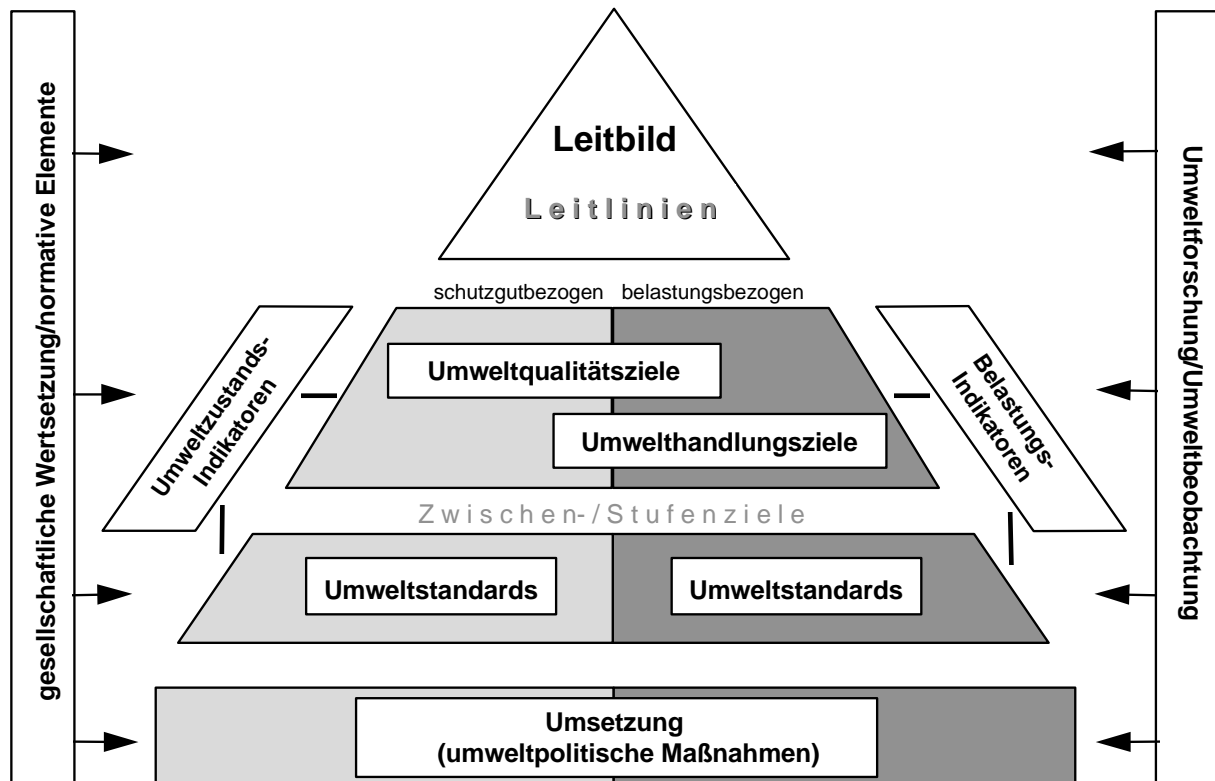 gesellschaftliche Wertsetzung/normative Elemente
Leitbild
Leitlinien
schutzgutbezogen belastungsbezogen
Umweltzustands-
Indikatoren
Umweltqualitätsziele
Umwelthandlungsziele
Belastungs-
Indikatoren
Zwischen-/Stufenziele
Umweltstandards Umweltstandards
Umsetzung
(umweltpolitische Maßnahmen)
Umweltforschung/Umweltbeobachtung